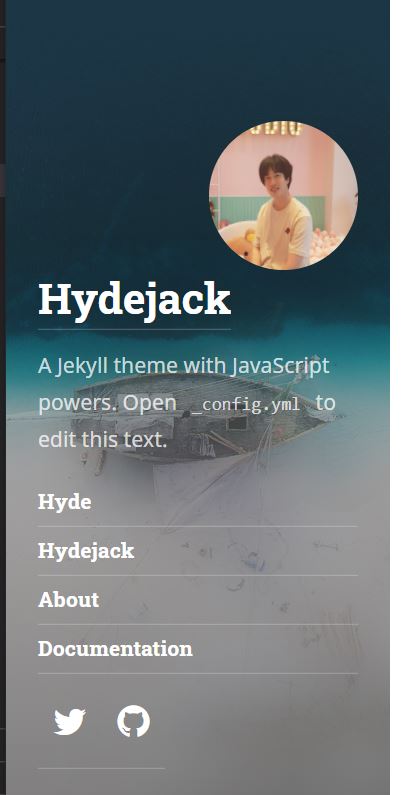 Hydejack
A Jekyll theme with JavaScript
powers. Open _config.yml to
edit this text.
Hyde
Hydejack
About
Documentation